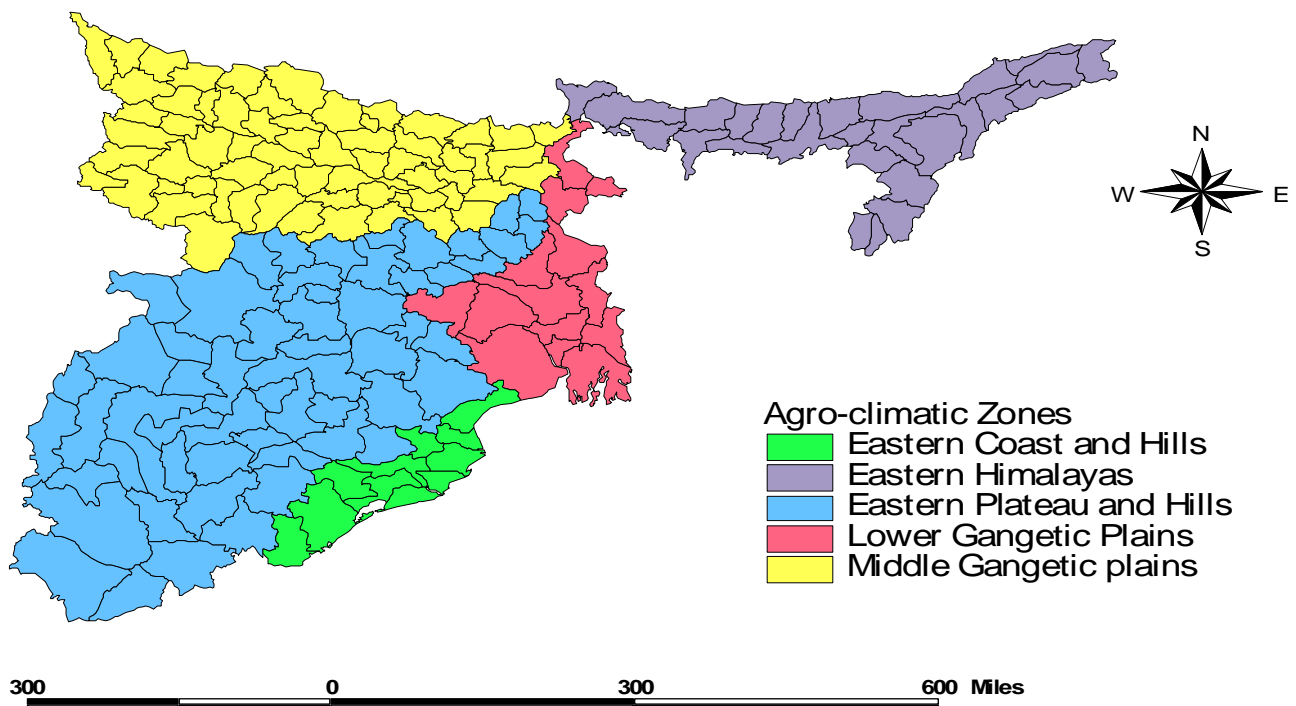 N
W E
S
Agro-climatic Zones
Eastern Coast and Hills
Eastern Himalayas
Eastern Plateau and Hills
Lower Gangetic Plains
Middle Gangetic plains
300 0 300 600 Miles